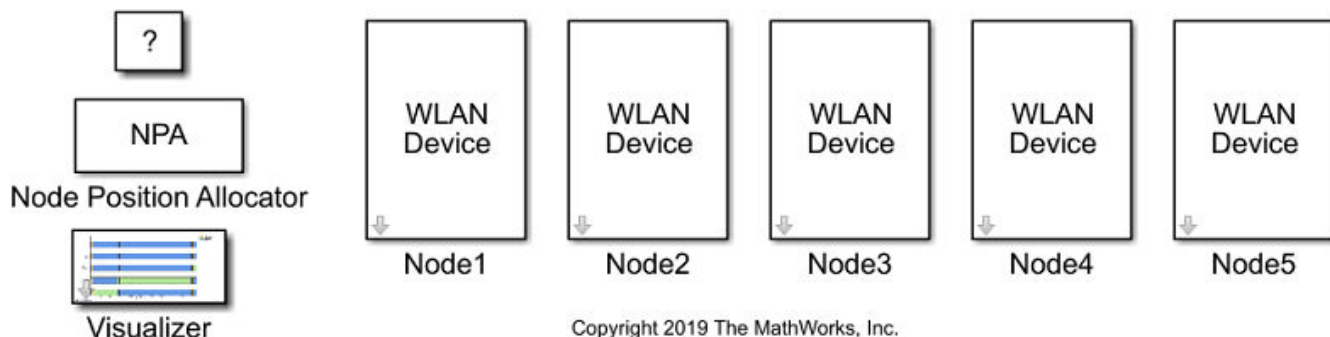 ?
NPA
Node Position Allocator
Visualizer
WLAN
Device
Node1
WLAN
Device
Node2
WLAN
Device
Node3
WLAN
Device
Node4
WLAN
Device
Node5
Copyright 2019 The MathWorks, Inc.